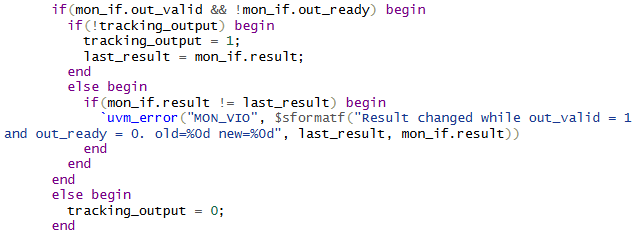 if(mon_if.out_valid && !mon_if.out_ready) begin
if(!tracking_output) begin
tracking_output = 1;
last_result = mon_if.result;
end
else begin
if(mon_if.result != last_result) begin
`uvm_error("MON_VIO", $sformatf("Result changed while out_valid = 1
and out_ready = 0. old=%0d new=%0d", last_result, mon_if.result))
end
end
end
else begin
tracking_output = 0;
end